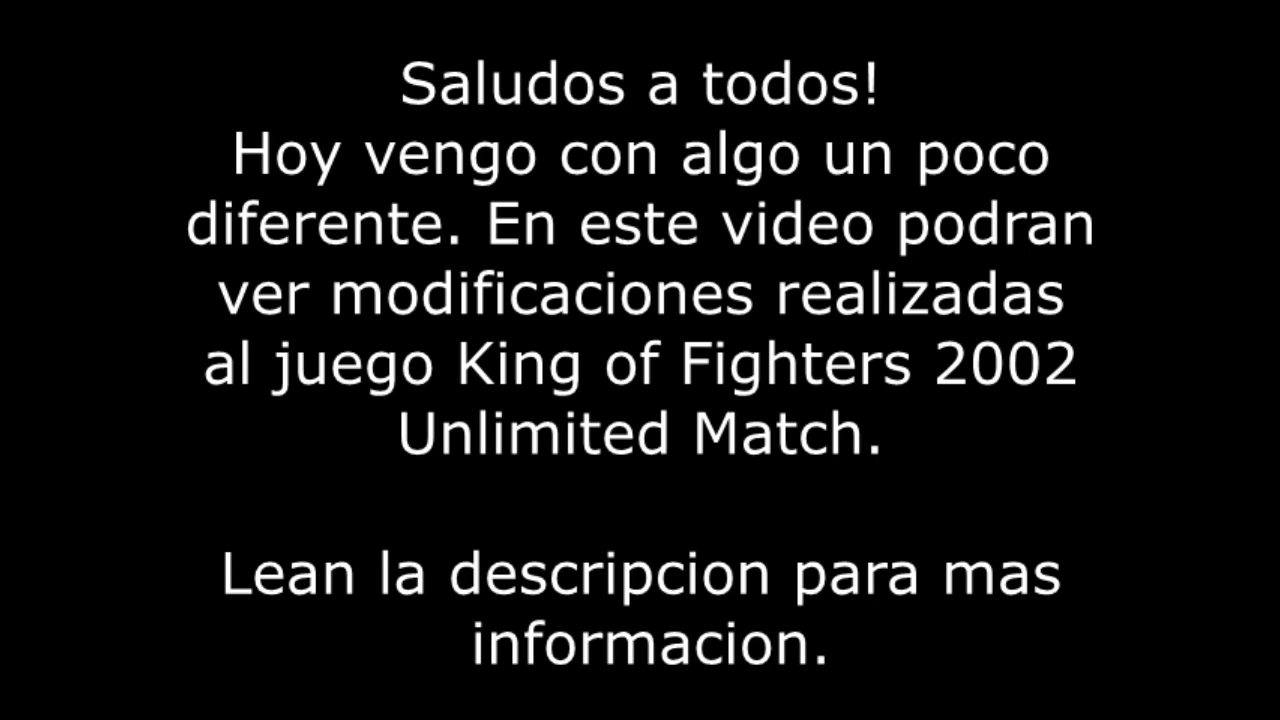 Saludos a todos!
Hoy vengo con algo un poco
diferente. En este video podran
ver modificaciones realizadas
al juego King of Fighters 2002
Unlimited Match.
Lean la descripcion para mas
informacion.